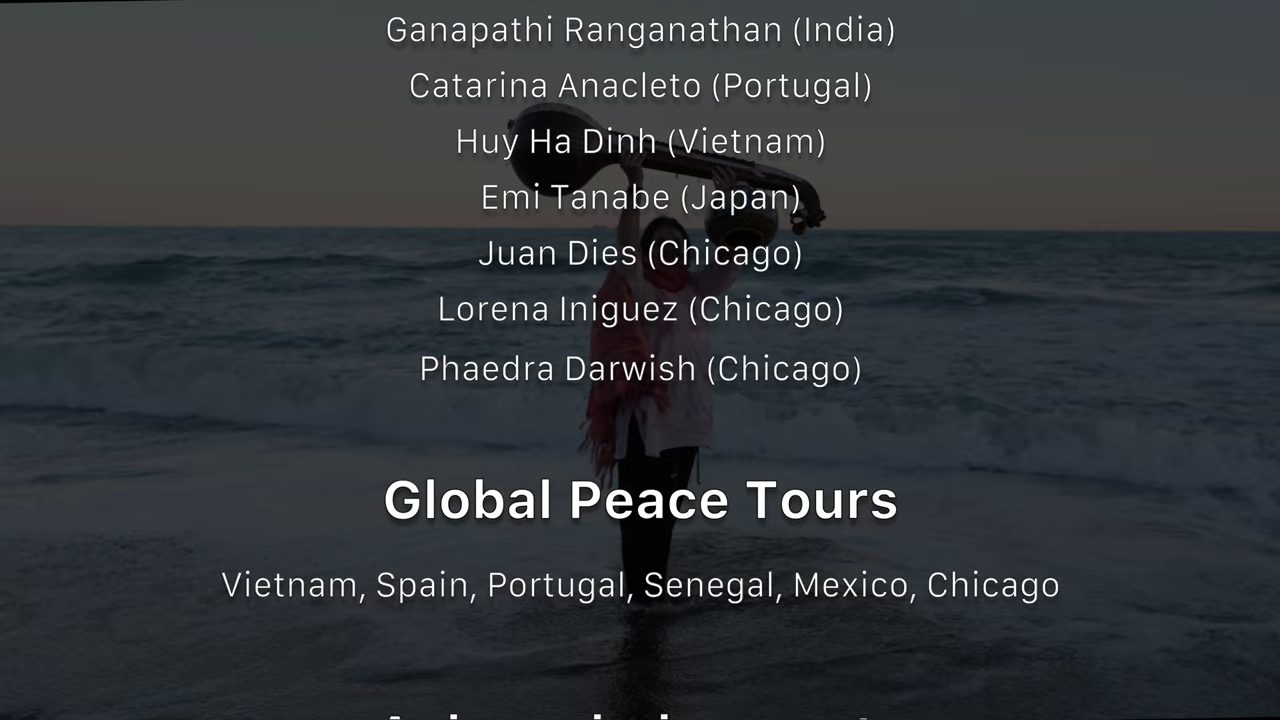 Ganapathi Ranganathan (India)
Catarina Anacleto (Portugal)
Huy Ha Dinh (Vietnam)
Emi Tanabe (Japan)
Juan Dies (Chicago)
Lorena Iniguez (Chicago)
Phaedra Darwish (Chicago)
Global Peace Tours
Vietnam, Spain, Portugal, Senegal, Mexico, Chicago